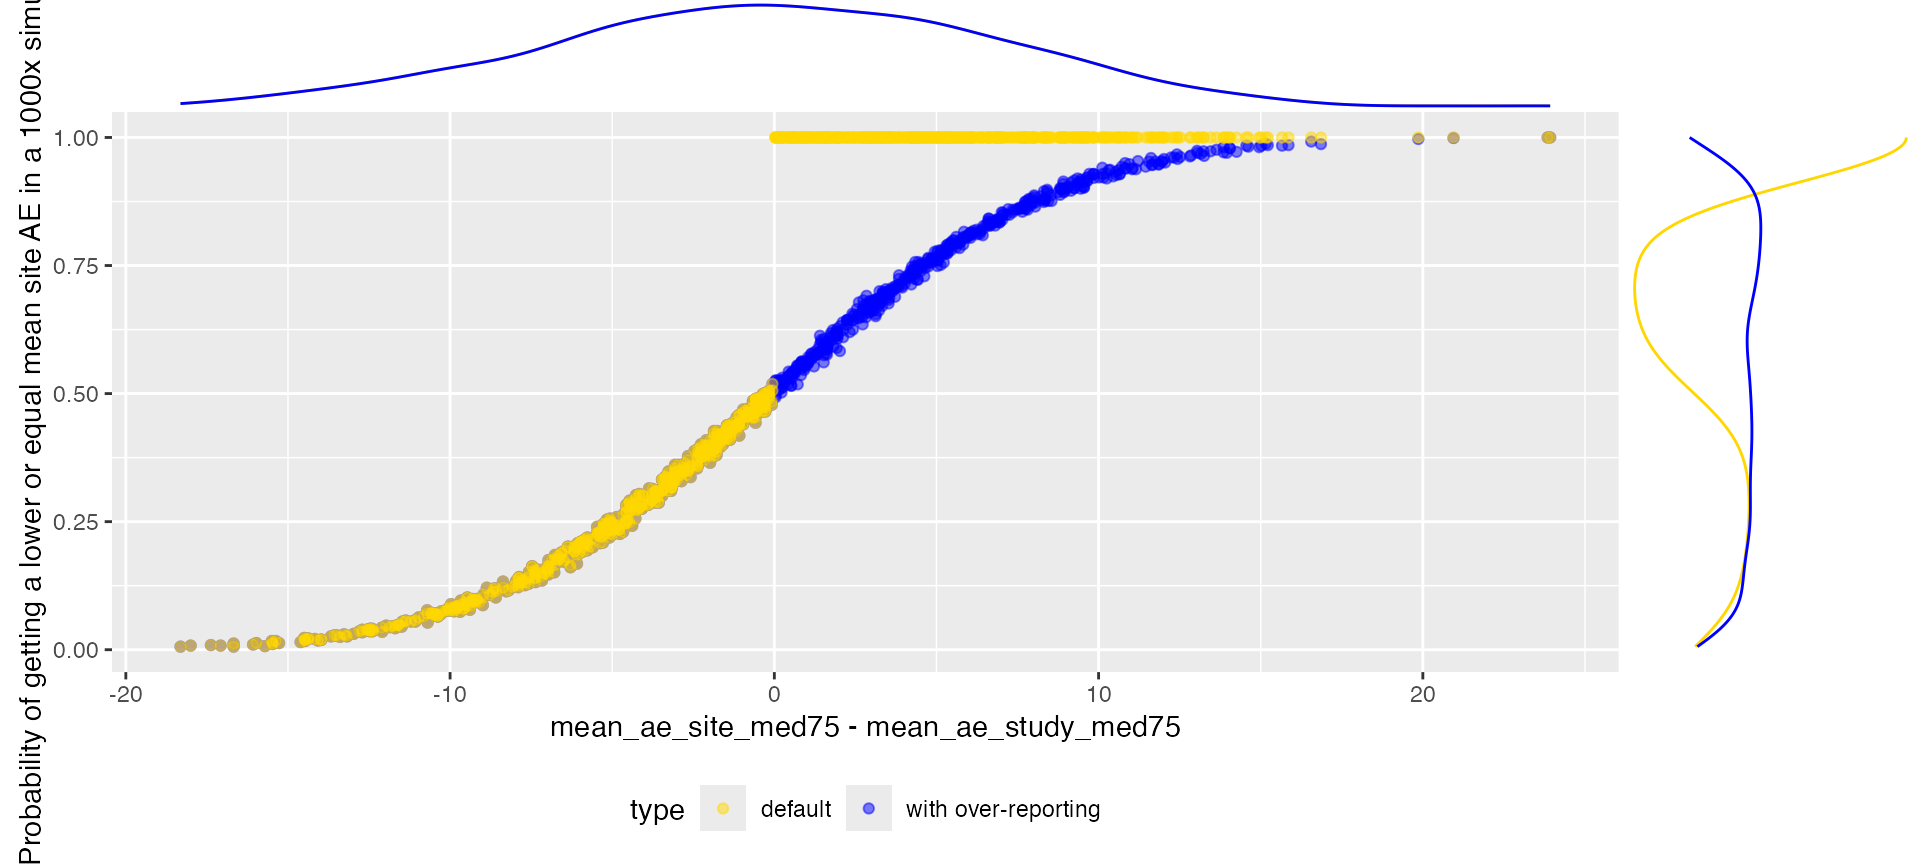 Probability of getting a lower or equal mean site AE in a 1000x
1.00
0.75
0.50
0.25
0.00
-20 -10 0 10 20
mean_ae_site_med75 - mean_ae_study_med75
type default with over-reporting